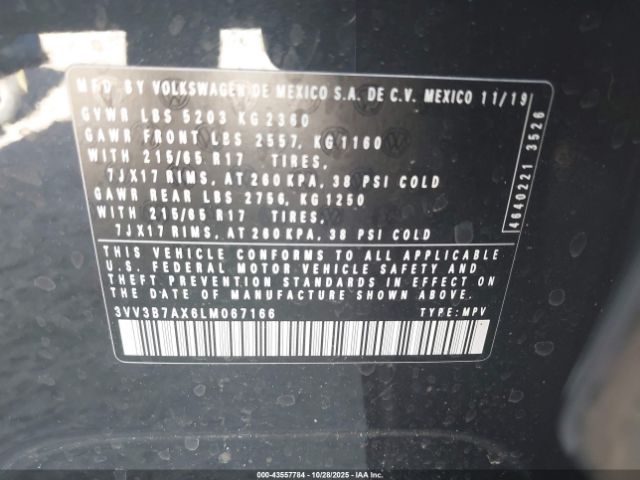 MFD. BY VOLKSWAGEN DE MEXICO S.A. DE C.V. MEXICO 11/19
GVWR LBS 5203 KG 2360
GAWR FRONT LBS 2557, KG 1160
WITH 215/65 R17 TIRES,
7JX17 RIMS, AT 260 KPA, 38 PSI COLD
GAWR REAR LBS 2756, KG 1250
WITH 215/65 R17 TIRES,
7JX17 RIMS, AT 260 KPA, 38 PSI COLD
4640221 3526
THIS VEHICLE CONFORMS TO ALL APPLICABLE
U.S. FEDERAL MOTOR VEHICLE SAFETY AND
THEFT PREVENTION STANDARDS IN EFFECT ON
THE DATE OF MANUFACTURE SHOWN ABOVE.
3VV3B7AX6LM067166 TYPE: MPV
000-43557784 - 10/28/2025 - IAAI.COM